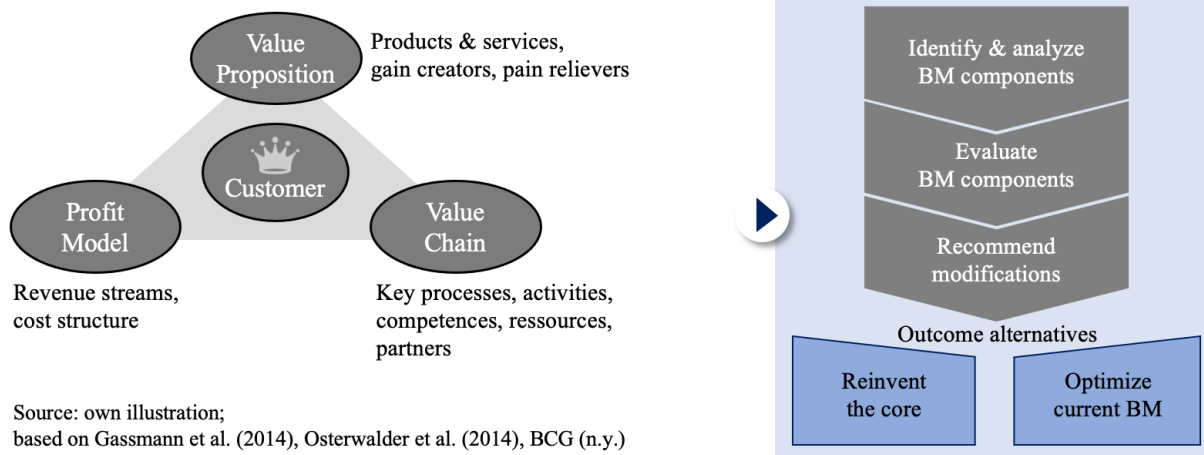 Value
Proposition
Products & services,
gain creators, pain relievers
Customer
Profit
Model
Value
Chain
Revenue streams,
cost structure
Key processes, activities,
competences, ressources,
partners
Source: own illustration;
based on Gassmann et al. (2014), Osterwalder et al. (2014), BCG (n.y.)
Identify & analyze
BM components
Evaluate
BM components
Recommend
modifications
Outcome alternatives
Reinvent
the core
Optimize
current BM